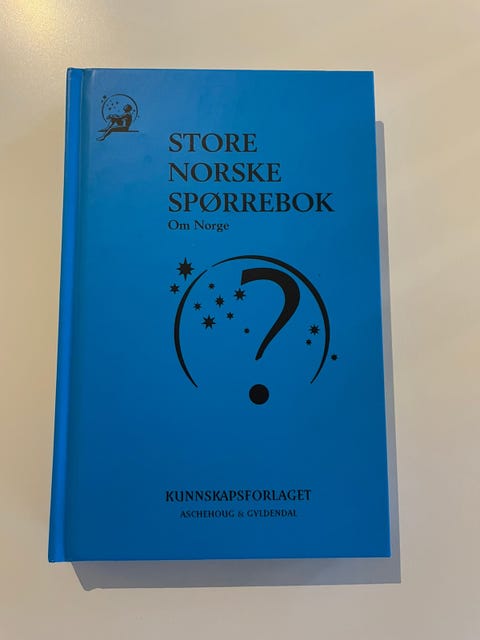 STORE
NORSKE
SPØRREBOK
Om Norge
?
KUNNSKAPSFORLAGET
ASCHEHOUG & GYLDENDAL